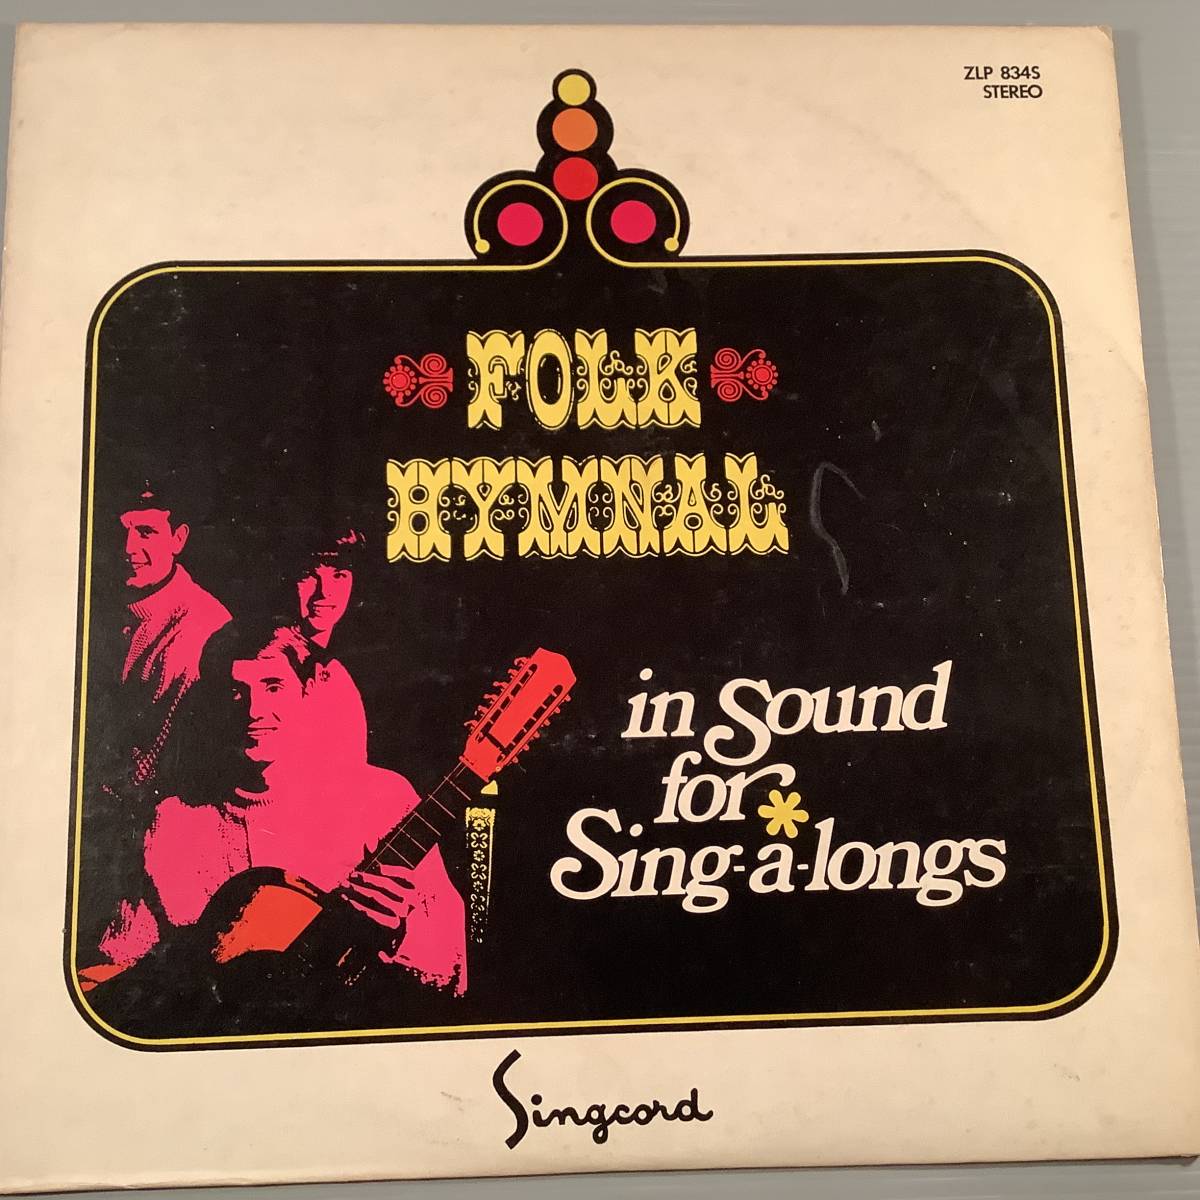 ZLP 834S
STEREO
FOLK
HYMNAL
in Sound
for
Sing-a-longs
Singcord